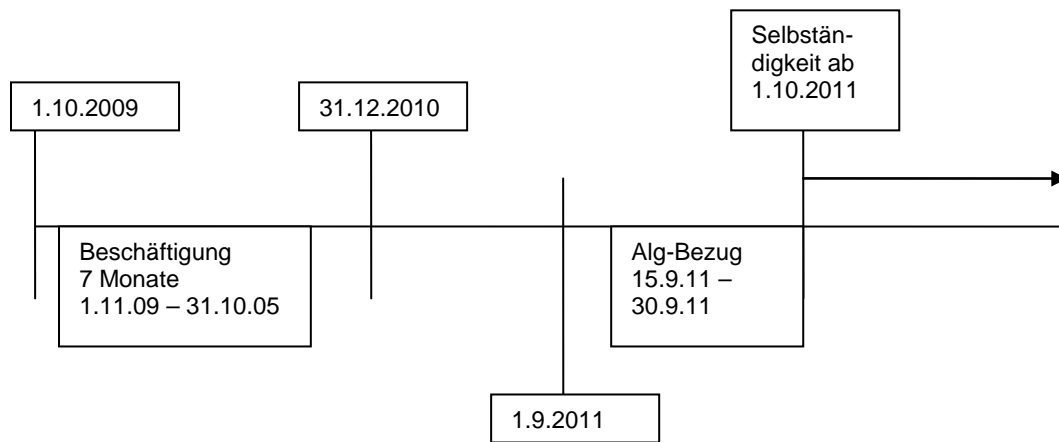 Selbstän-
digkeit ab
1.10.2011
1.10.2009
31.12.2010
Beschäftigung
7 Monate
1.11.09 – 31.10.05
Alg-Bezug
15.9.11 –
30.9.11
1.9.2011